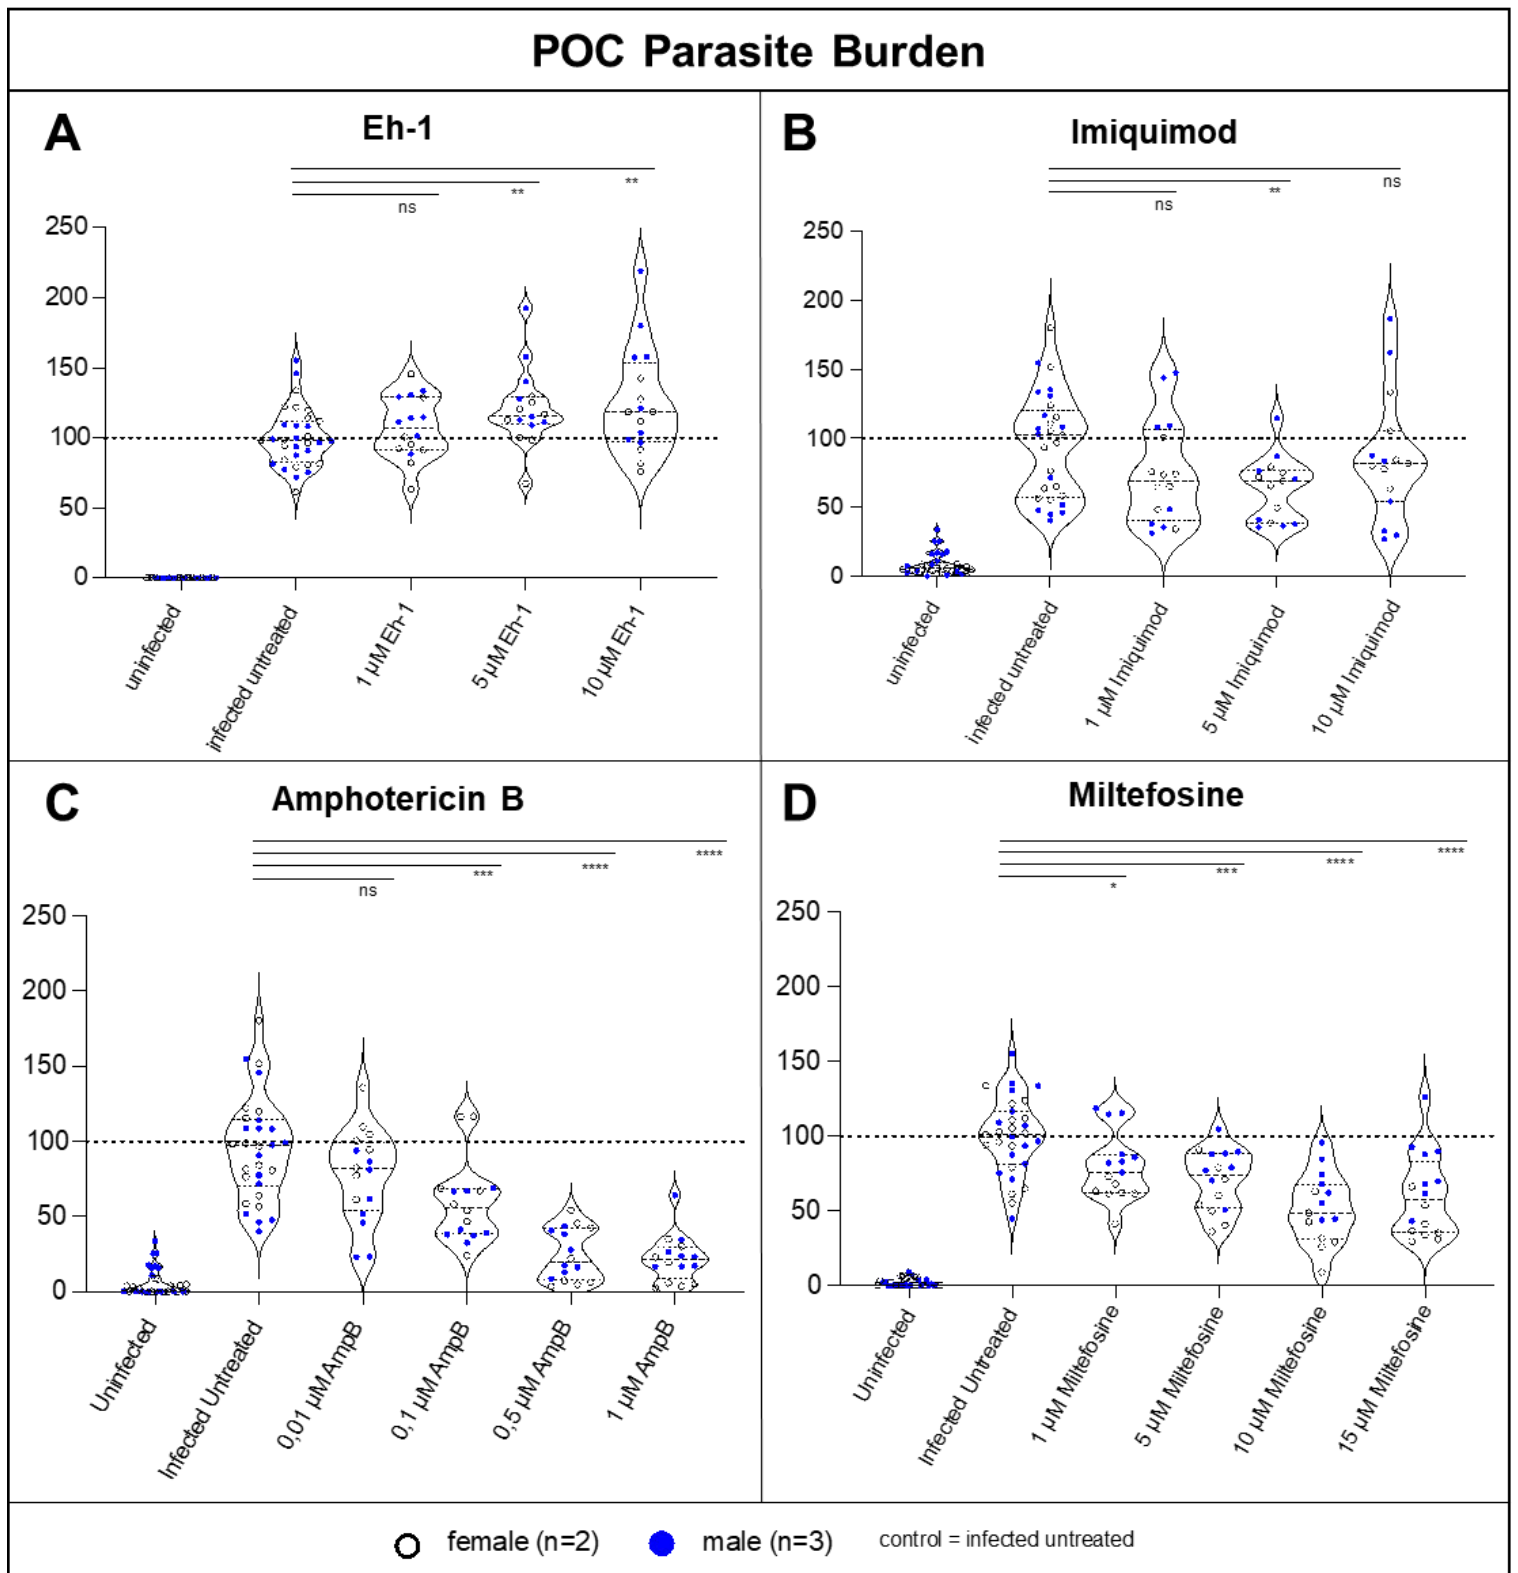 POC Parasite Burden
A
Eh-1
**
**
ns
250
200
150
100
50
0
uninfected
infected untreated
1 µM Eh-1
5 µM Eh-1
10 µM Eh-1
B
Imiquimod
ns
**
ns
250
200
150
100
50
0
uninfected
infected untreated
1 µM Imiquimod
5 µM Imiquimod
10 µM Imiquimod
C
Amphotericin B
****
****
***
ns
250
200
150
100
50
0
Uninfected
Infected Untreated
0,01 µM AmpB
0,1 µM AmpB
0,5 µM AmpB
1 µM AmpB
D
Miltefosine
****
****
***
*
250
200
150
100
50
0
Uninfected
Infected Untreated
1 µM Miltefosine
5 µM Miltefosine
10 µM Miltefosine
15 µM Miltefosine
female (n=2) male (n=3) control = infected untreated